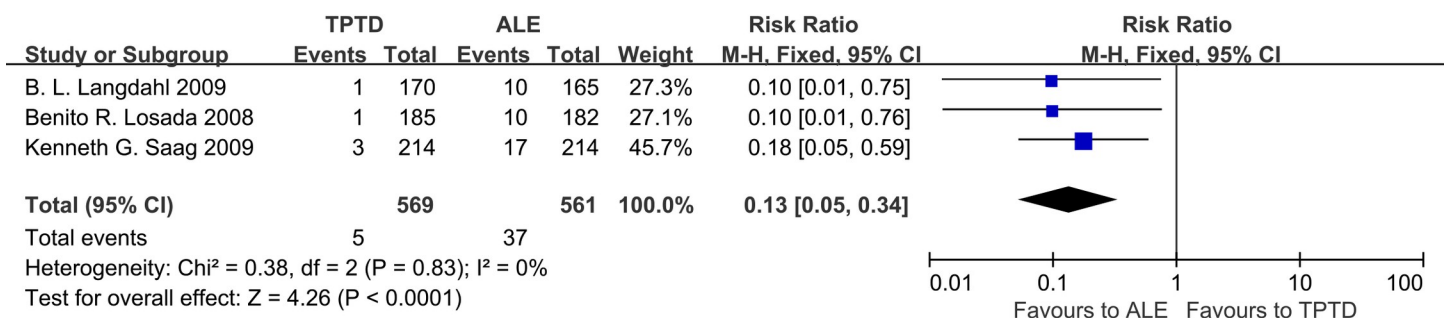 TPTD ALE Risk Ratio Risk Ratio
Study or Subgroup Events Total Events Total Weight M-H, Fixed, 95% CI M-H, Fixed, 95% CI
B. L. Langdahl 2009 1 170 10 165 27.3% 0.10 [0.01, 0.75]
Benito R. Losada 2008 1 185 10 182 27.1% 0.10 [0.01, 0.76]
Kenneth G. Saag 2009 3 214 17 214 45.7% 0.18 [0.05, 0.59]
Total (95% CI) 569 561 100.0% 0.13 [0.05, 0.34]
Total events 5 37
Heterogeneity: Chi² = 0.38, df = 2 (P = 0.83); I² = 0%
Test for overall effect: Z = 4.26 (P < 0.0001)
0.01 0.1 1 10 100
Favours to ALE Favours to TPTD